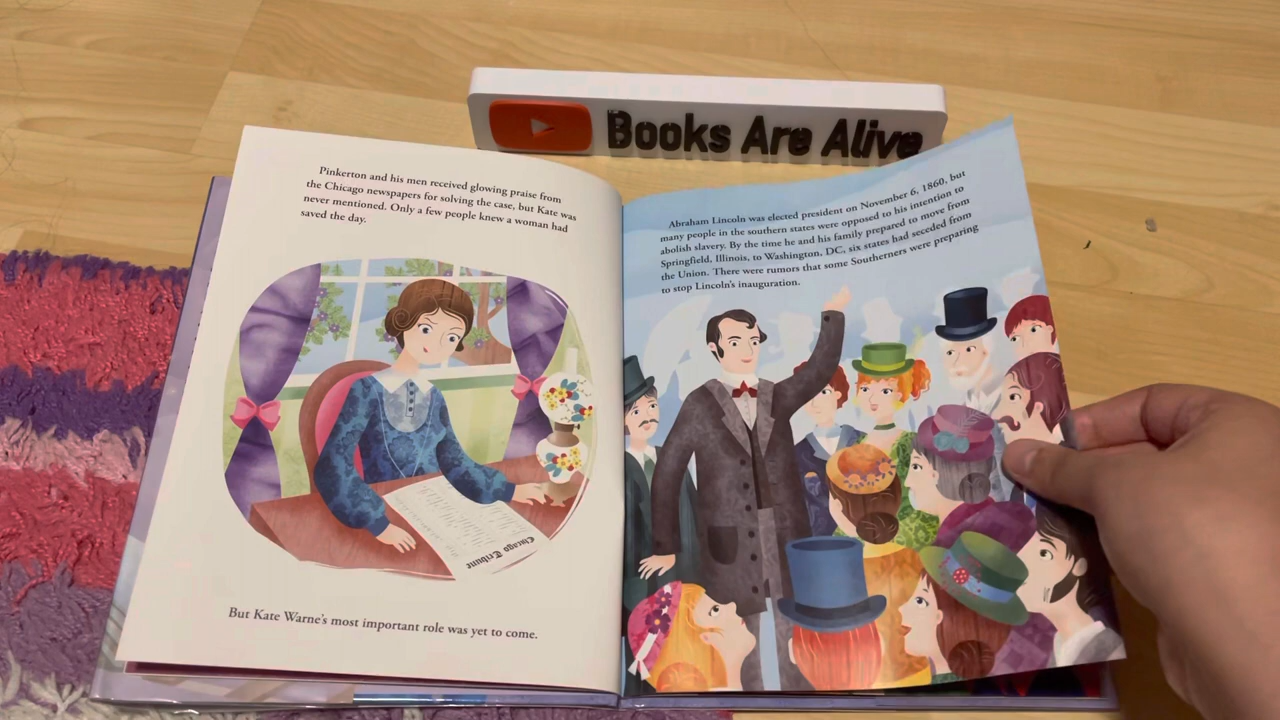 Books Are Alive
Pinkerton and his men received glowing praise from
the Chicago newspapers for solving the case, but Kate was
never mentioned. Only a few people knew a woman had
saved the day.
Chicago Tribune
But Kate Warne's most important role was yet to come.
Abraham Lincoln was elected president on November 6, 1860, but
many people in the southern states were opposed to his intention to
abolish slavery. By the time he and his family prepared to move from
Springfield, Illinois, to Washington, DC, six states had seceded from
the Union. There were rumors that some Southerners were preparing
to stop Lincoln's inauguration.